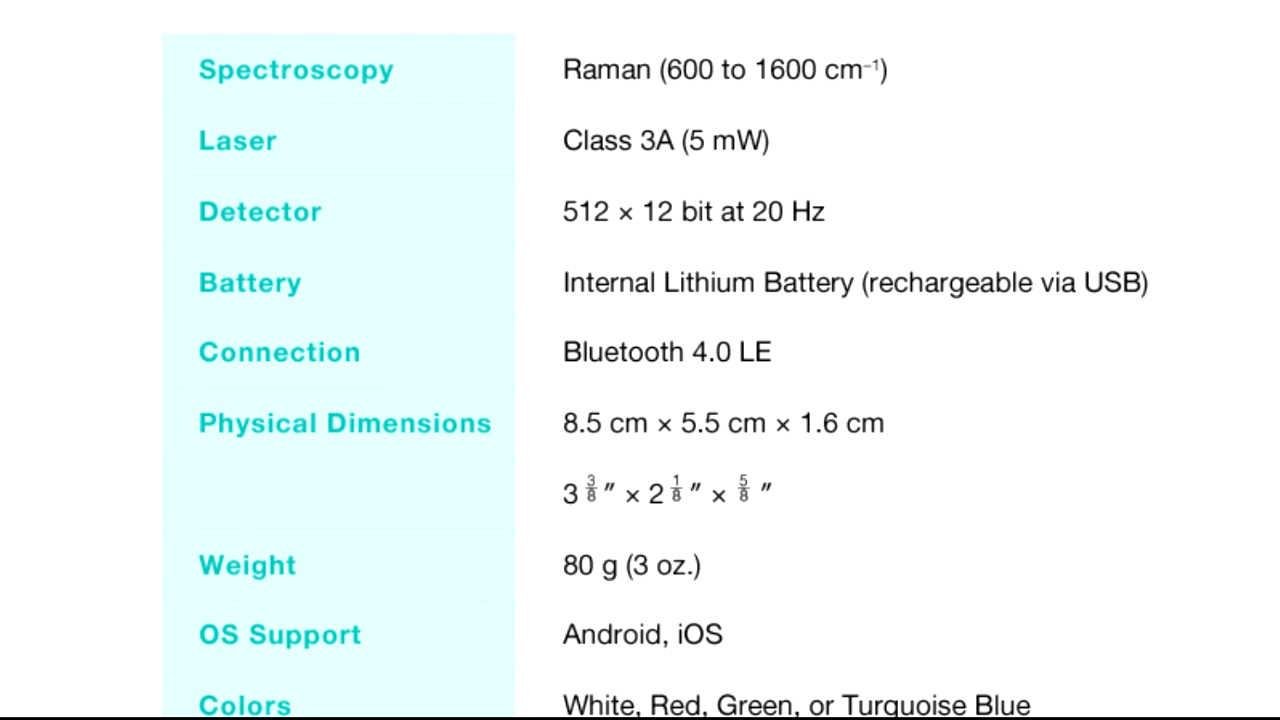 Spectroscopy Raman (600 to 1600 cm⁻¹)
Laser Class 3A (5 mW)
Detector 512 × 12 bit at 20 Hz
Battery Internal Lithium Battery (rechargeable via USB)
Connection Bluetooth 4.0 LE
Physical Dimensions 8.5 cm × 5.5 cm × 1.6 cm
3 3/8 ″ × 2 1/8 ″ × 5/8 ″
Weight 80 g (3 oz.)
OS Support Android, iOS
Colors White, Red, Green, or Turquoise Blue